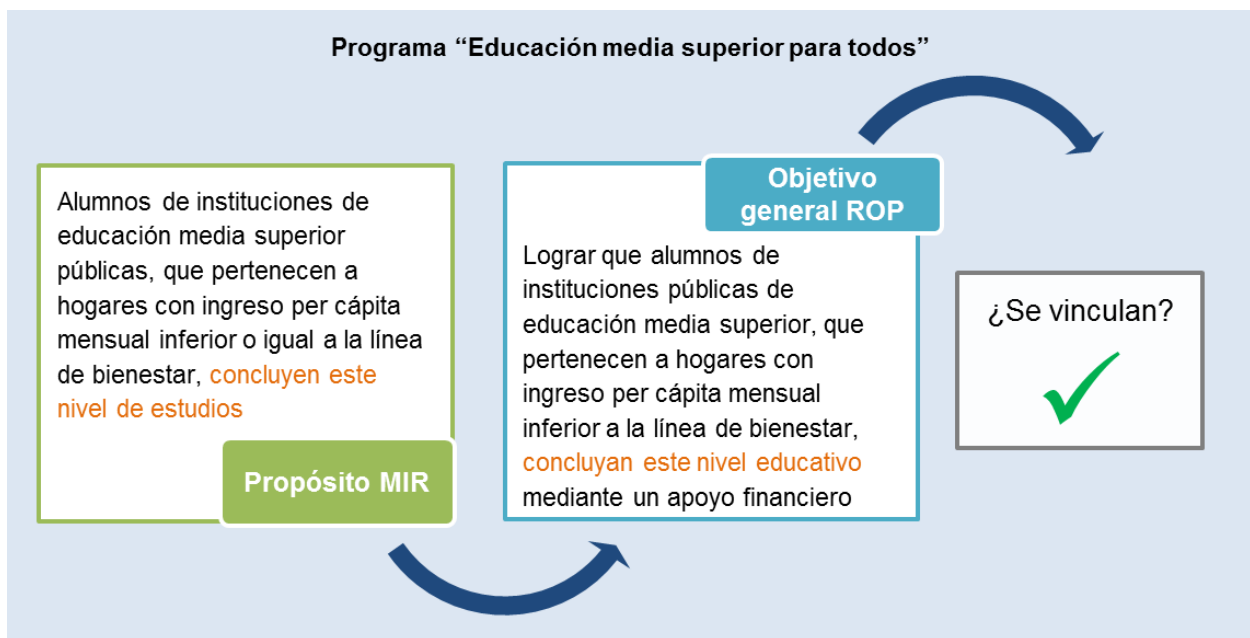 Programa “Educación media superior para todos”
Alumnos de instituciones de
educación media superior
públicas, que pertenecen a
hogares con ingreso per cápita
mensual inferior o igual a la línea
de bienestar, concluyen este
nivel de estudios
Propósito MIR
Objetivo
general ROP
Lograr que alumnos de
instituciones públicas de
educación media superior, que
pertenecen a hogares con
ingreso per cápita mensual
inferior a la línea de bienestar,
concluyan este nivel educativo
mediante un apoyo financiero
¿Se vinculan?